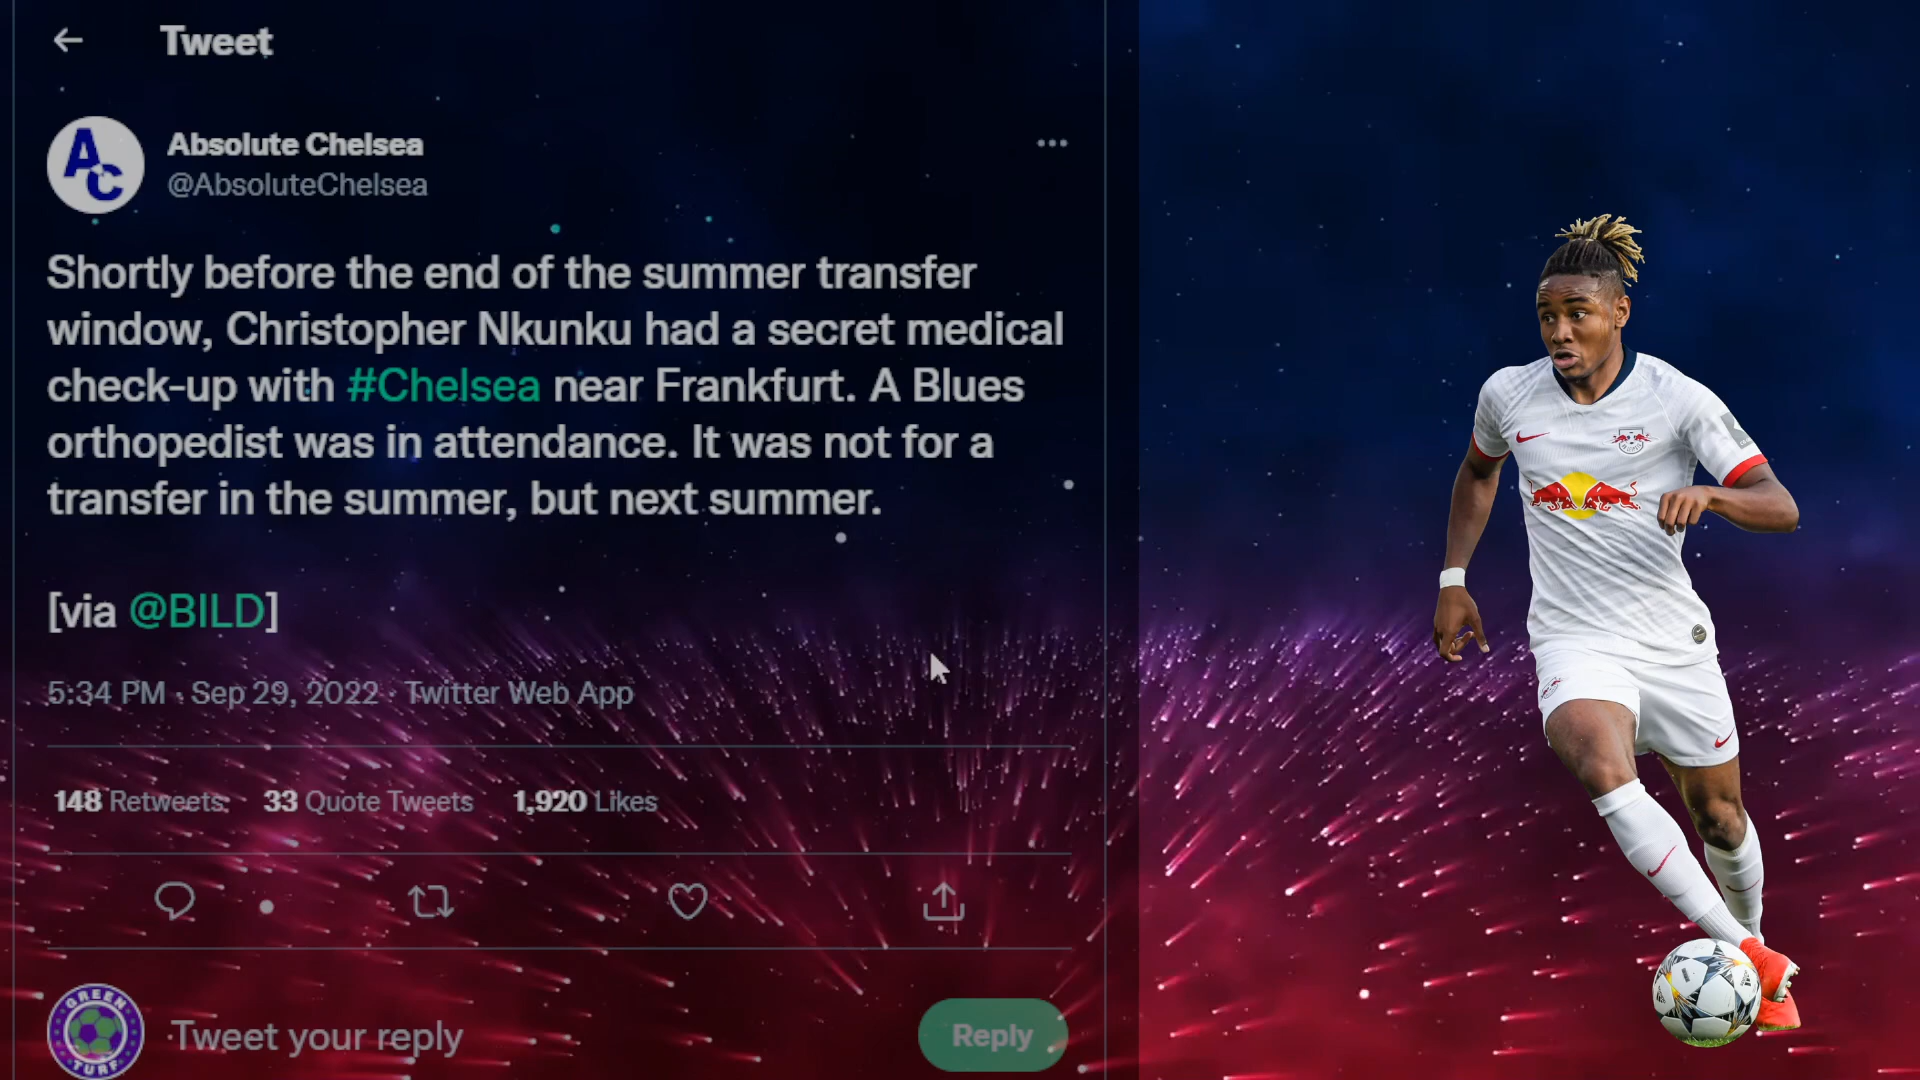 Tweet
AC
Absolute Chelsea
@AbsoluteChelsea
Shortly before the end of the summer transfer
window, Christopher Nkunku had a secret medical
check-up with #Chelsea near Frankfurt. A Blues
orthopedist was in attendance. It was not for a
transfer in the summer, but next summer.
[via @BILD]
5:34 PM · Sep 29, 2022 · Twitter Web App
148 Retweets 33 Quote Tweets 1,920 Likes
GREEN
TURF
Tweet your reply
Reply